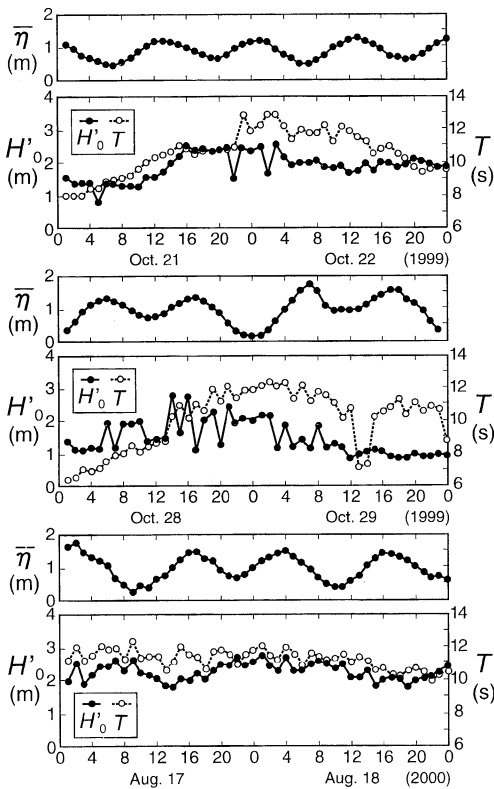 2
η̅
(m)
1
0
4
14
3
12
H'₀ T
H'₀
(m)
2
10
T
(s)
1
8
0
6
0 4 8 12 16 20 0 4 8 12 16 20 0
Oct. 21 Oct. 22 (1999)
2
η̅
(m)
1
0
4
14
3
12
H'₀ T
H'₀
(m)
2
10
T
(s)
1
8
0
6
0 4 8 12 16 20 0 4 8 12 16 20 0
Oct. 28 Oct. 29 (1999)
2
η̅
(m)
1
0
4
14
3
12
H'₀
(m)
2
10
T
(s)
1
8
H'₀ T
0
6
0 4 8 12 16 20 0 4 8 12 16 20 0
Aug. 17 Aug. 18 (2000)